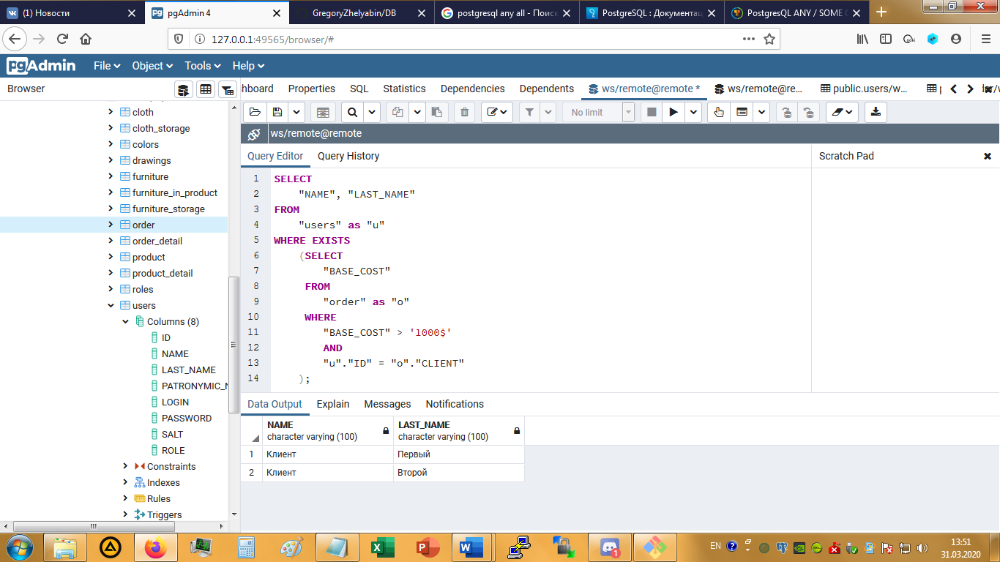 (1) Новости
pgAdmin 4
GregoryZhelyabin/DB
postgresql any all - Поиск
PostgreSQL : Документац
PostgresQL ANY / SOME
127.0.0.1:49565/browser/#
pgAdmin File Object Tools Help
Browser
hboard Properties SQL Statistics Dependencies Dependents ws/remote@remote * ws/remote@re... public.users/w...
cloth
cloth_storage
colors
drawings
furniture
furniture_in_product
furniture_storage
order
order_detail
product
product_detail
roles
users
Columns (8)
ID
NAME
LAST_NAME
PATRONYMIC_N
LOGIN
PASSWORD
SALT
ROLE
Constraints
Indexes
Rules
Triggers
No limit
ws/remote@remote
Query Editor Query History
Scratch Pad
1 SELECT
2 "NAME", "LAST_NAME"
3 FROM
4 "users" as "u"
5 WHERE EXISTS
6 (SELECT
7 "BASE_COST"
8 FROM
9 "order" as "o"
10 WHERE
11 "BASE_COST" > '1000$'
12 AND
13 "u"."ID" = "o"."CLIENT"
14 );
Data Output Explain Messages Notifications
NAME LAST_NAME
character varying (100) character varying (100)
1 Клиент Первый
2 Клиент Второй
EN
13:51
31.03.2020